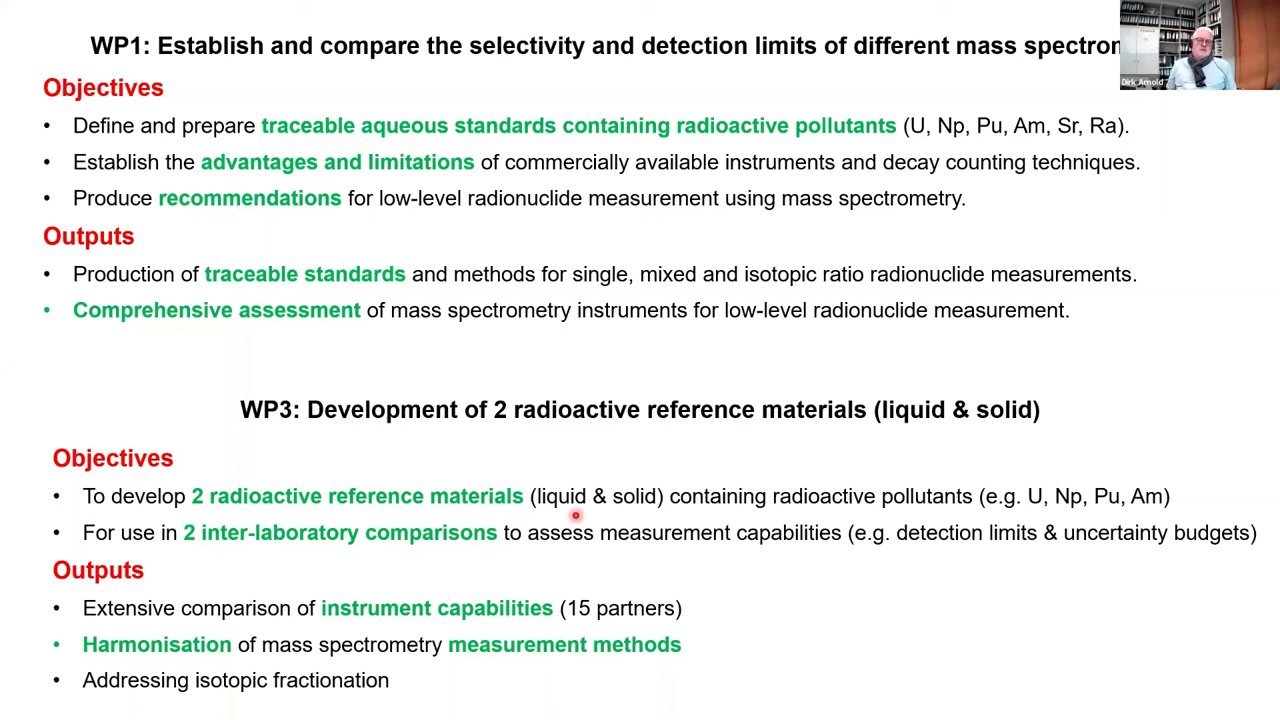 WP1: Establish and compare the selectivity and detection limits of different mass spectrom
Dirk_Arnold
Objectives
• Define and prepare traceable aqueous standards containing radioactive pollutants (U, Np, Pu, Am, Sr, Ra).
• Establish the advantages and limitations of commercially available instruments and decay counting techniques.
• Produce recommendations for low-level radionuclide measurement using mass spectrometry.
Outputs
• Production of traceable standards and methods for single, mixed and isotopic ratio radionuclide measurements.
• Comprehensive assessment of mass spectrometry instruments for low-level radionuclide measurement.
WP3: Development of 2 radioactive reference materials (liquid & solid)
Objectives
• To develop 2 radioactive reference materials (liquid & solid) containing radioactive pollutants (e.g. U, Np, Pu, Am)
• For use in 2 inter-laboratory comparisons to assess measurement capabilities (e.g. detection limits & uncertainty budgets)
Outputs
• Extensive comparison of instrument capabilities (15 partners)
• Harmonisation of mass spectrometry measurement methods
• Addressing isotopic fractionation